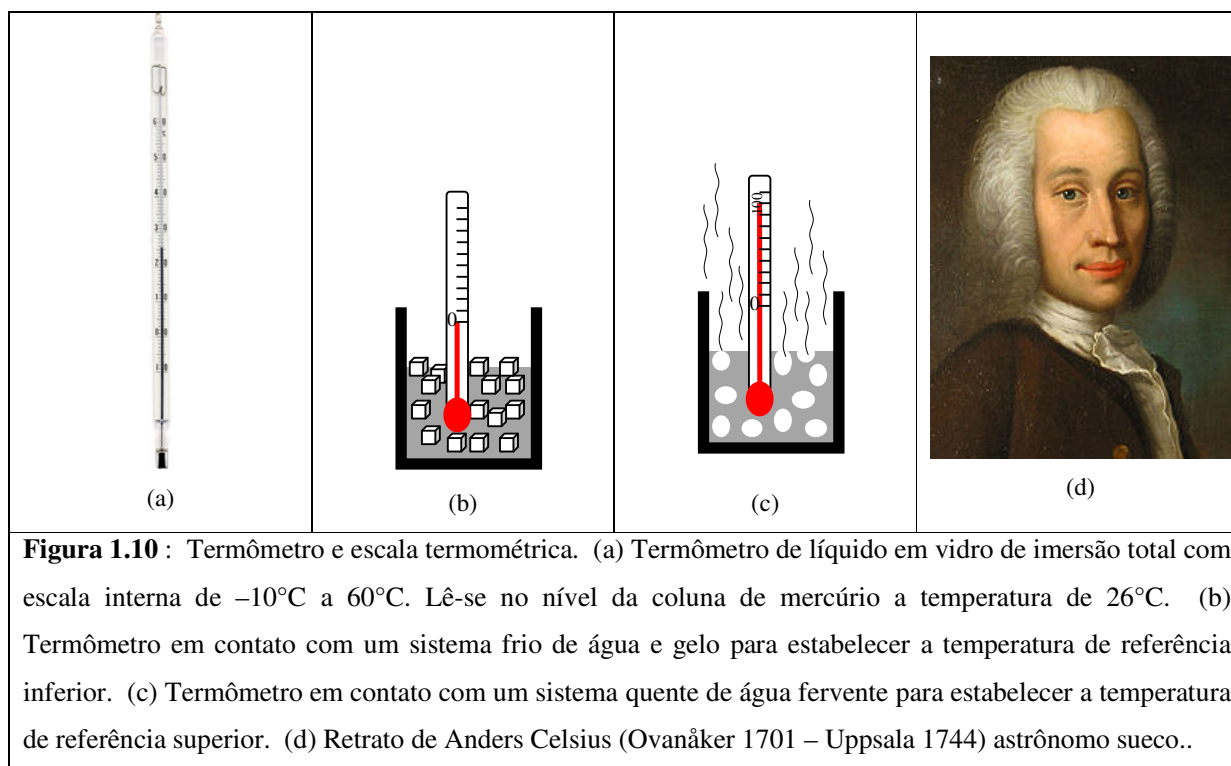 0
100
0
(a)
(b)
(c)
(d)
Figura 1.10 : Termômetro e escala termométrica. (a) Termômetro de líquido em vidro de imersão total com
escala interna de –10°C a 60°C. Lê-se no nível da coluna de mercúrio a temperatura de 26°C. (b)
Termômetro em contato com um sistema frio de água e gelo para estabelecer a temperatura de referência
inferior. (c) Termômetro em contato com um sistema quente de água fervente para estabelecer a temperatura
de referência superior. (d) Retrato de Anders Celsius (Ovanåker 1701 – Uppsala 1744) astrônomo sueco..